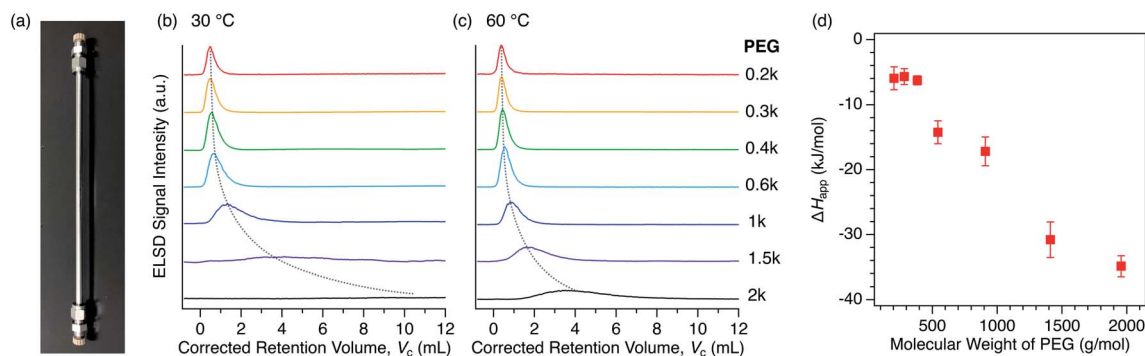 (a)
(b) 30 °C
ELSD Signal Intensity (a.u.)
0 2 4 6 8 10 12
Corrected Retention Volume, Vc (mL)
(c) 60 °C
0 2 4 6 8 10 12
Corrected Retention Volume, Vc (mL)
PEG
0.2k
0.3k
0.4k
0.6k
1k
1.5k
2k
(d)
ΔHapp (kJ/mol)
0
-10
-20
-30
-40
500 1000 1500 2000
Molecular Weight of PEG (g/mol)